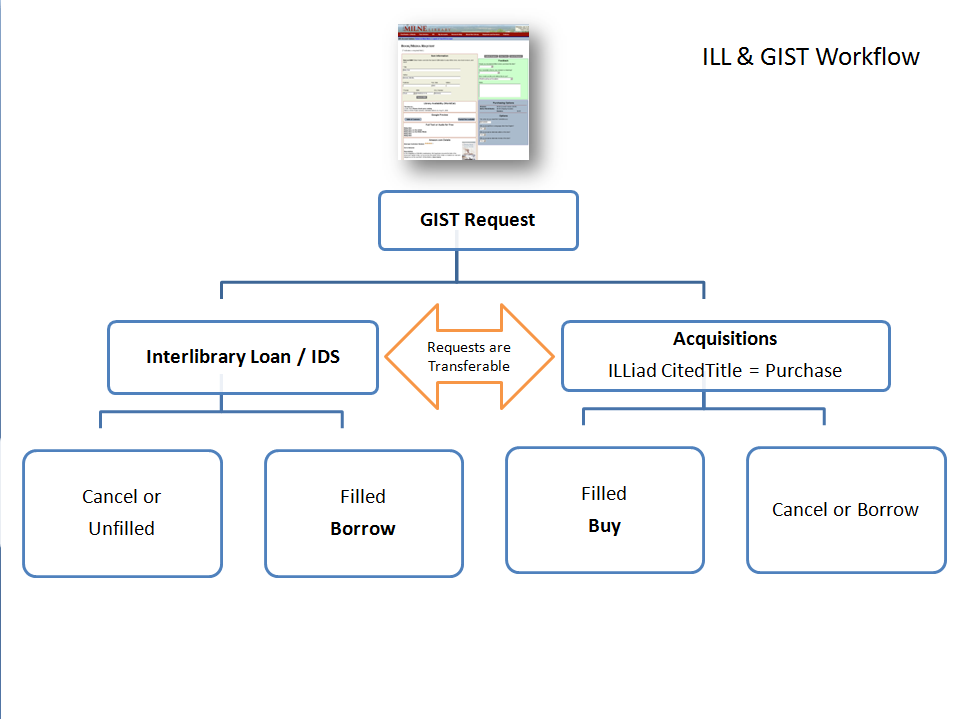 MILNE
ILL & GIST Workflow
GIST Request
Interlibrary Loan / IDS
Requests are
Transferable
Acquisitions
ILLiad CitedTitle = Purchase
Cancel or
Unfilled
Filled
Borrow
Filled
Buy
Cancel or Borrow